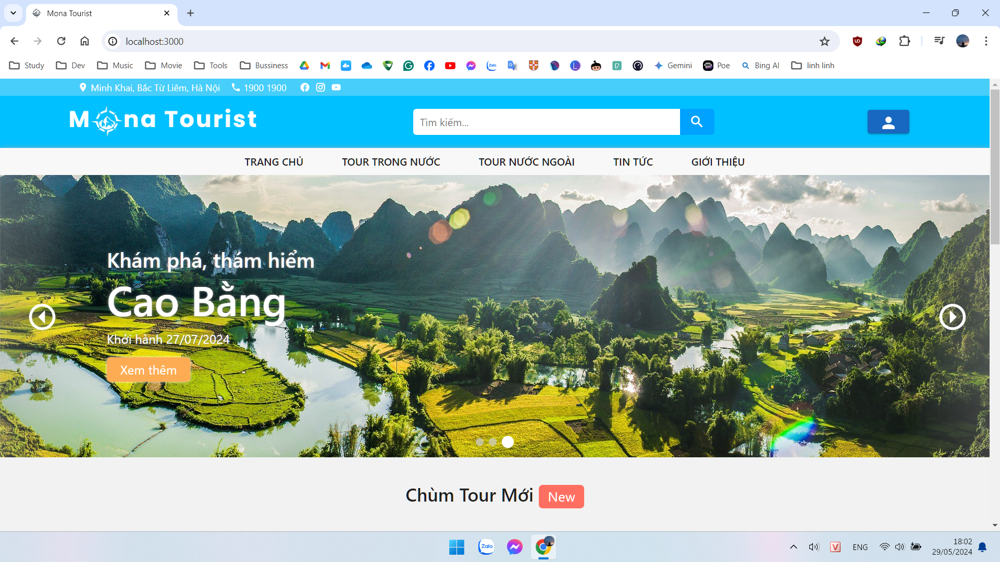 Mona Tourist
localhost:3000
Study Dev Music Movie Tools Bussiness Gemini Poe Bing AI linh linh
Minh Khai, Bắc Từ Liêm, Hà Nội 1900 1900
Mona Tourist
Tìm kiếm...
TRANG CHỦ TOUR TRONG NƯỚC TOUR NƯỚC NGOÀI TIN TỨC GIỚI THIỆU
Khám phá, thám hiểm
Cao Bằng
Khởi hành 27/07/2024
Xem thêm
Chùm Tour Mới New
Zalo
ENG
18:02
29/05/2024